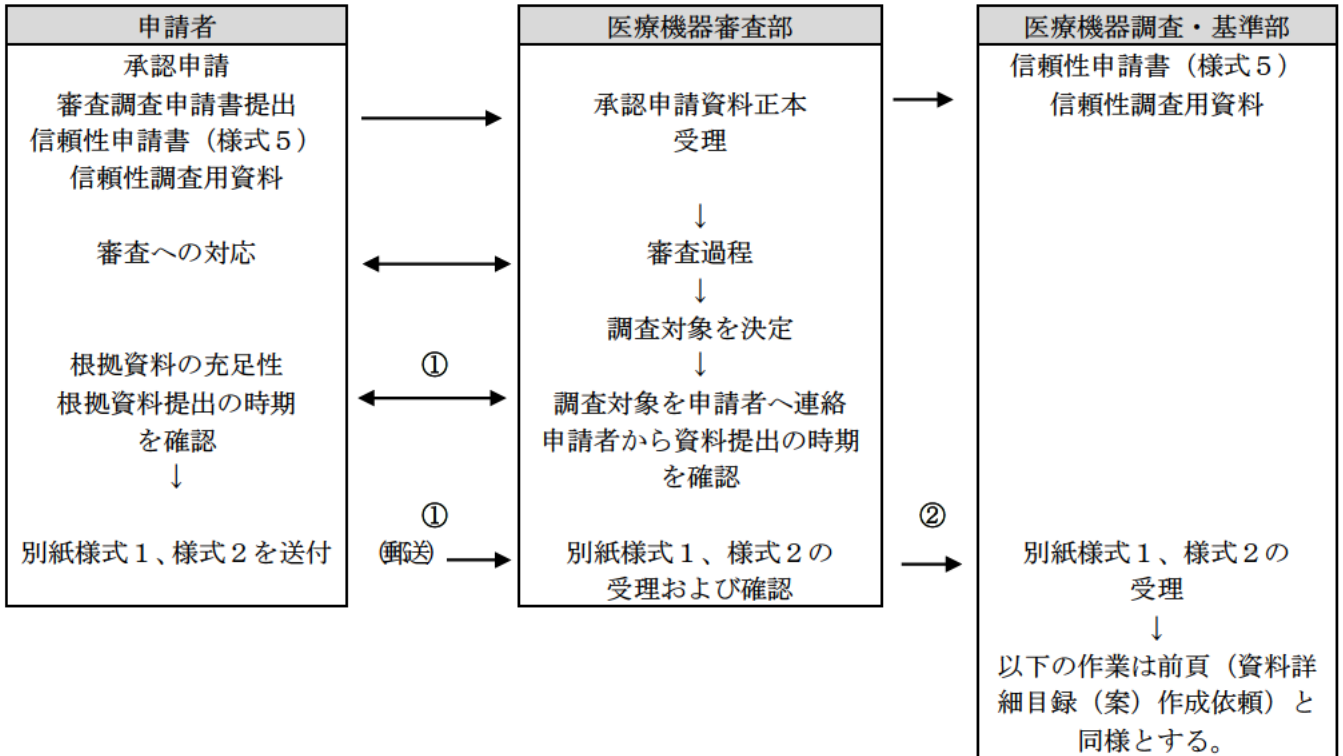 申請者
承認申請
審査調査申請書提出
信頼性申請書（様式５）
信頼性調査用資料
審査への対応
根拠資料の充足性
根拠資料提出の時期
を確認
↓
別紙様式１、様式２を送付
①
①
(郵送)
医療機器審査部
承認申請資料正本
受理
↓
審査過程
↓
調査対象を決定
↓
調査対象を申請者へ連絡
申請者から資料提出の時期
を確認
別紙様式１、様式２の
受理および確認
②
医療機器調査・基準部
信頼性申請書（様式５）
信頼性調査用資料
別紙様式１、様式２の
受理
↓
以下の作業は前頁（資料詳
細目録（案）作成依頼）と
同様とする。